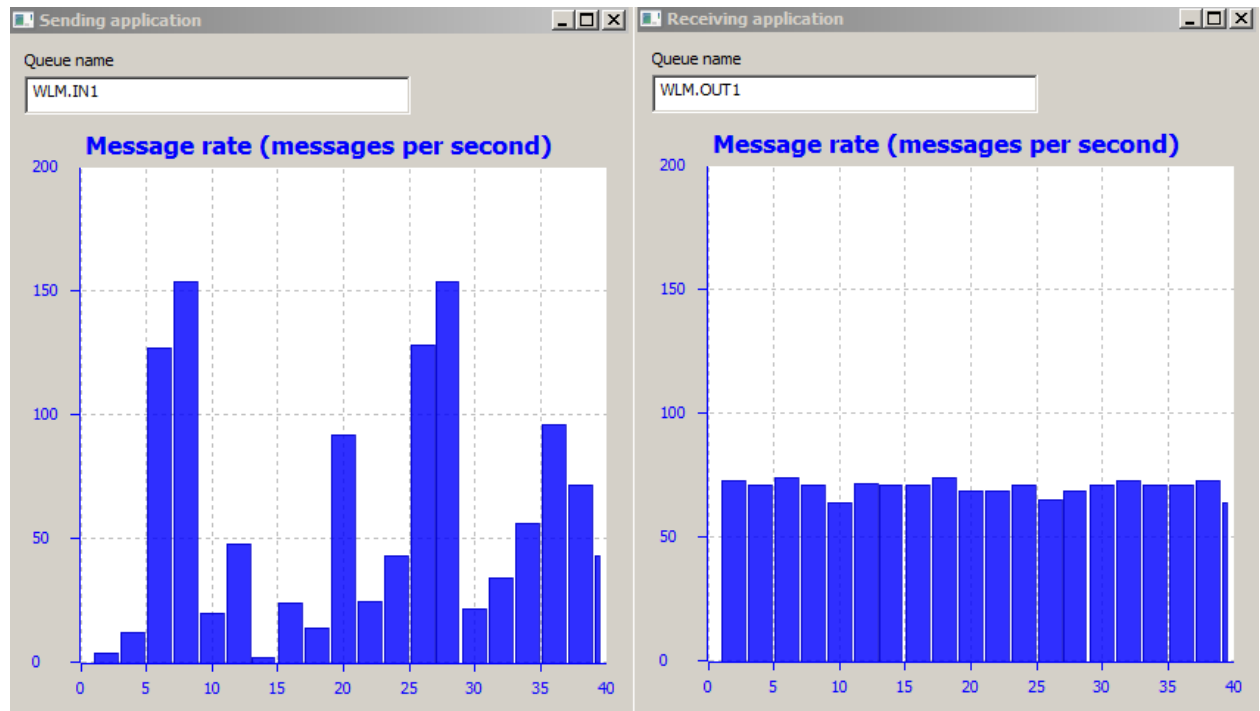 Sending application
Queue name
WLM.IN1
Message rate (messages per second)
200
150
100
50
0
0 5 10 15 20 25 30 35 40
Receiving application
Queue name
WLM.OUT1
Message rate (messages per second)
200
150
100
50
0
0 5 10 15 20 25 30 35 40